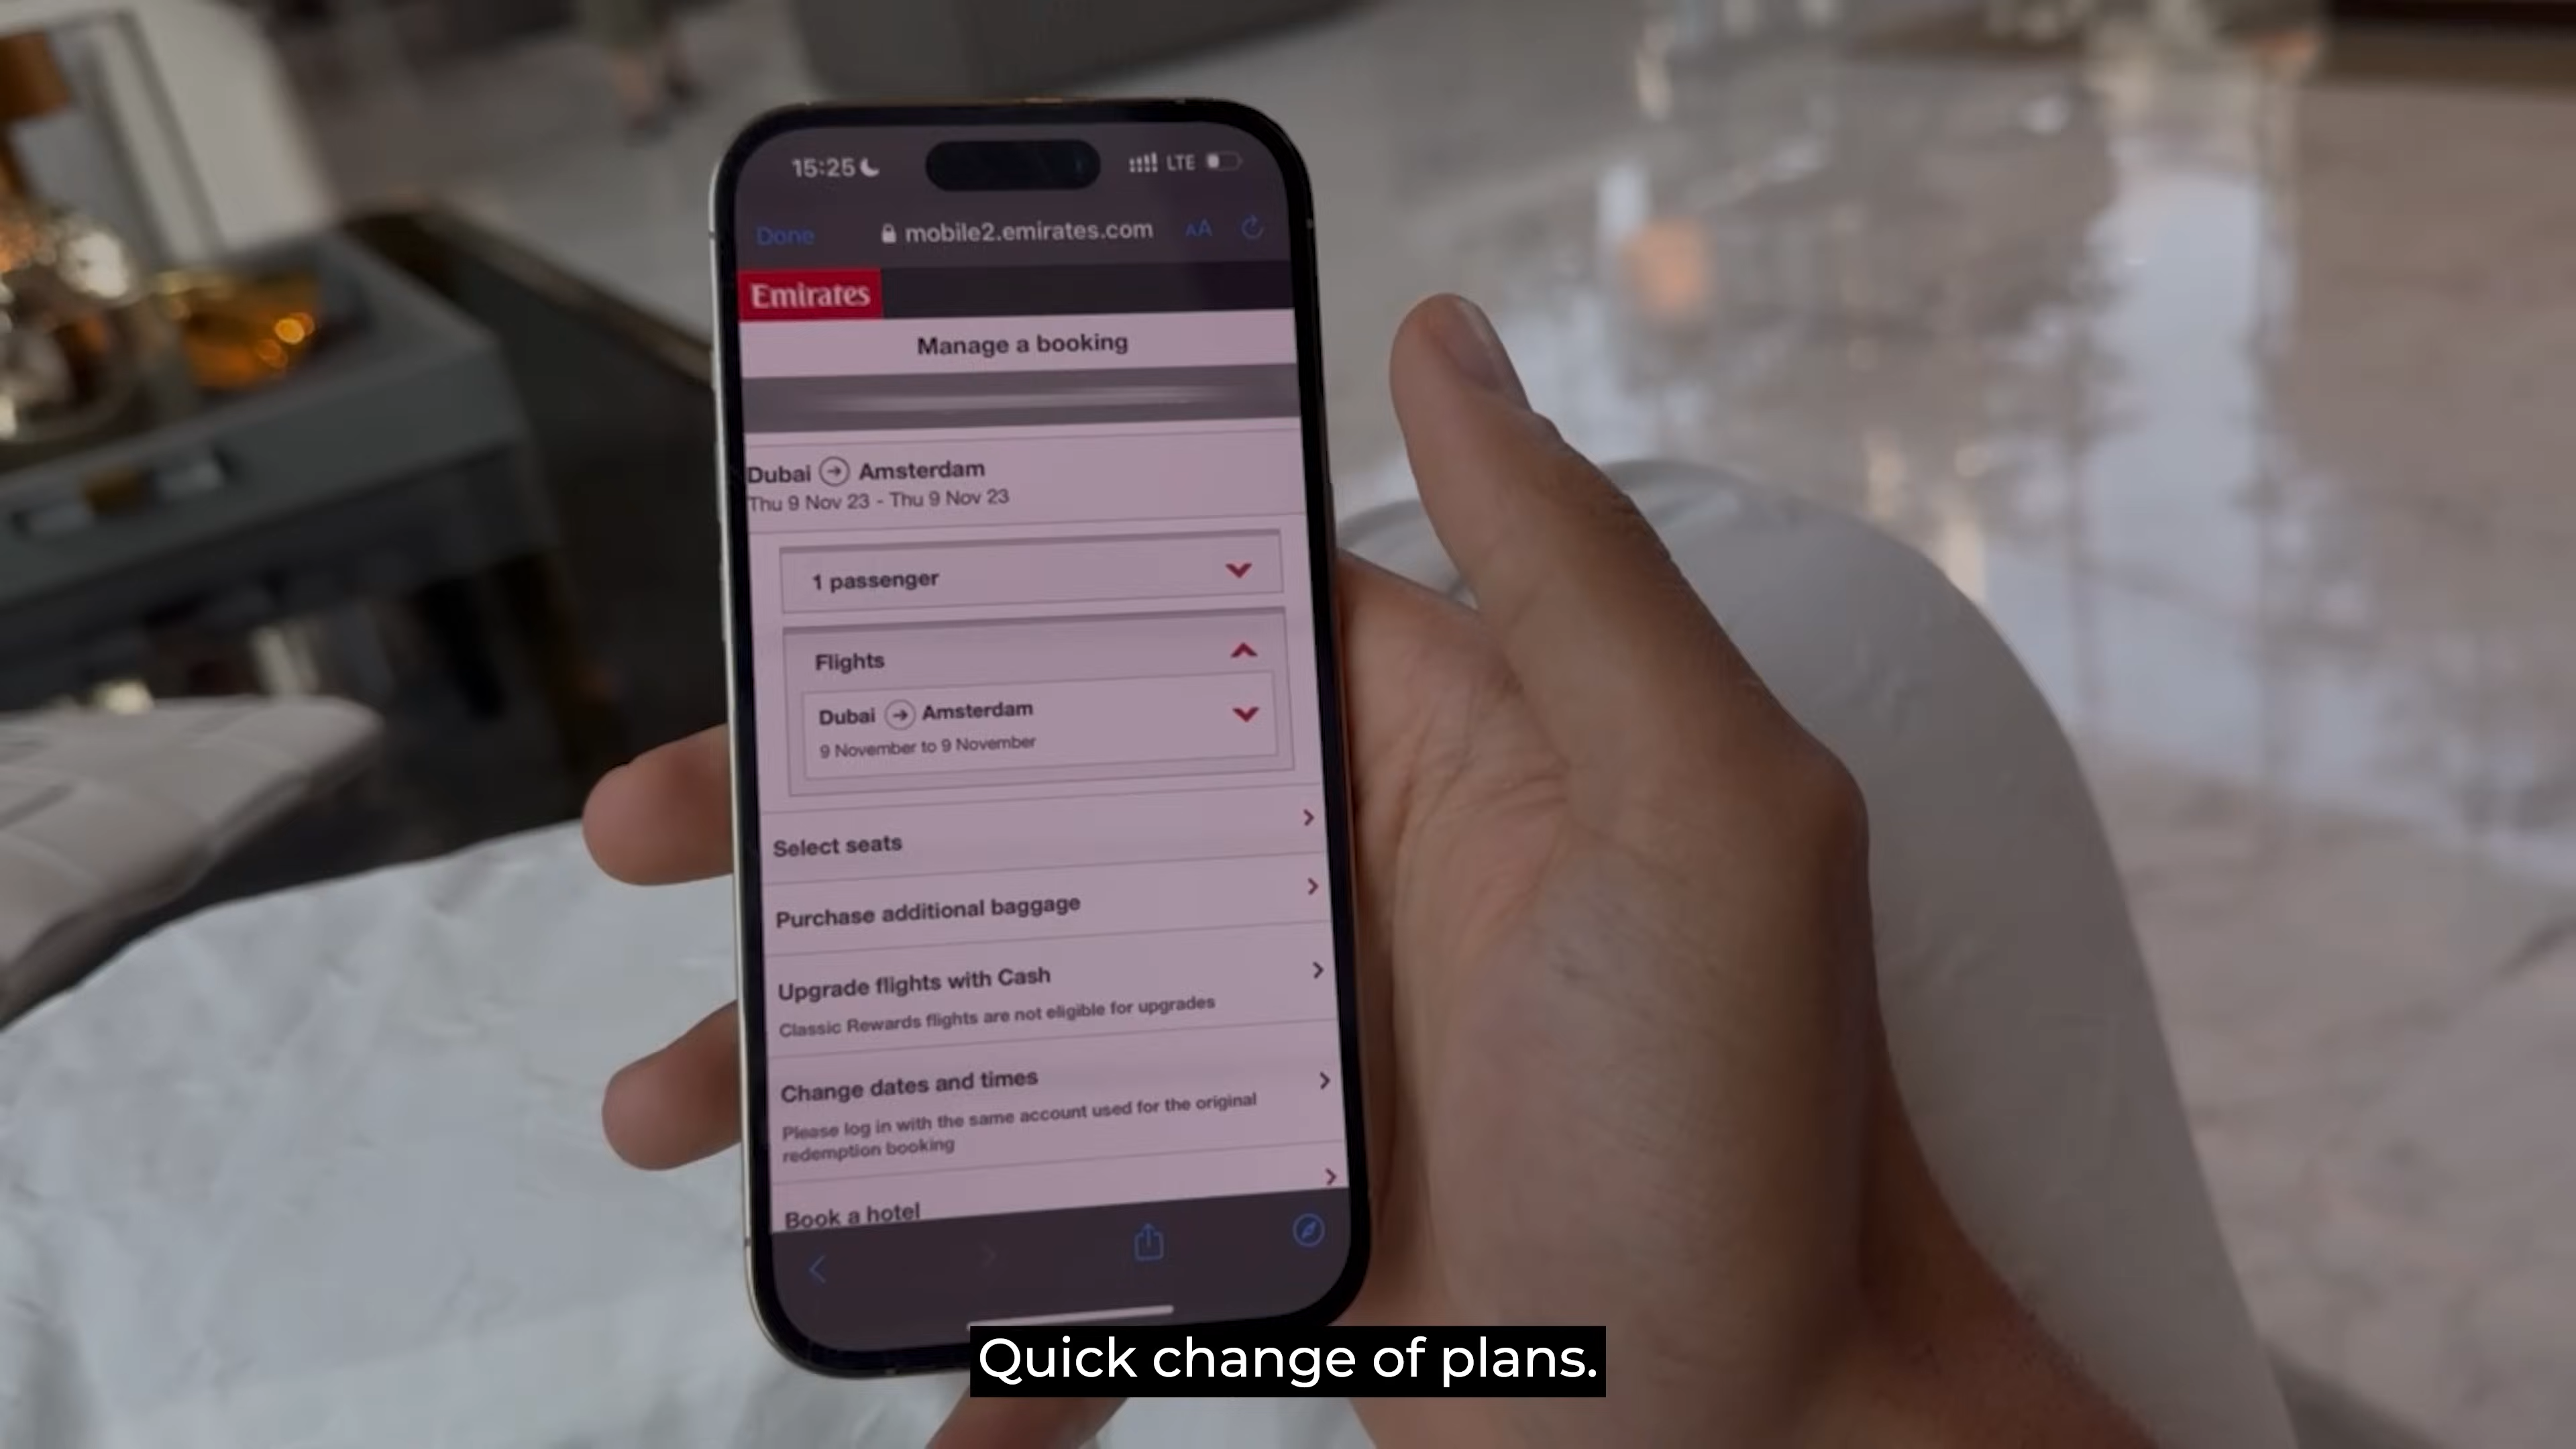 15:25 LTE
Done mobile2.emirates.com AA
Emirates
Manage a booking
Dubai Amsterdam
Thu 9 Nov 23 - Thu 9 Nov 23
1 passenger
Flights
Dubai Amsterdam
9 November to 9 November
Select seats
Purchase additional baggage
Upgrade flights with Cash
Classic Rewards flights are not eligible for upgrades
Change dates and times
Please log in with the same account used for the original
redemption booking
Book a hotel
Quick change of plans.